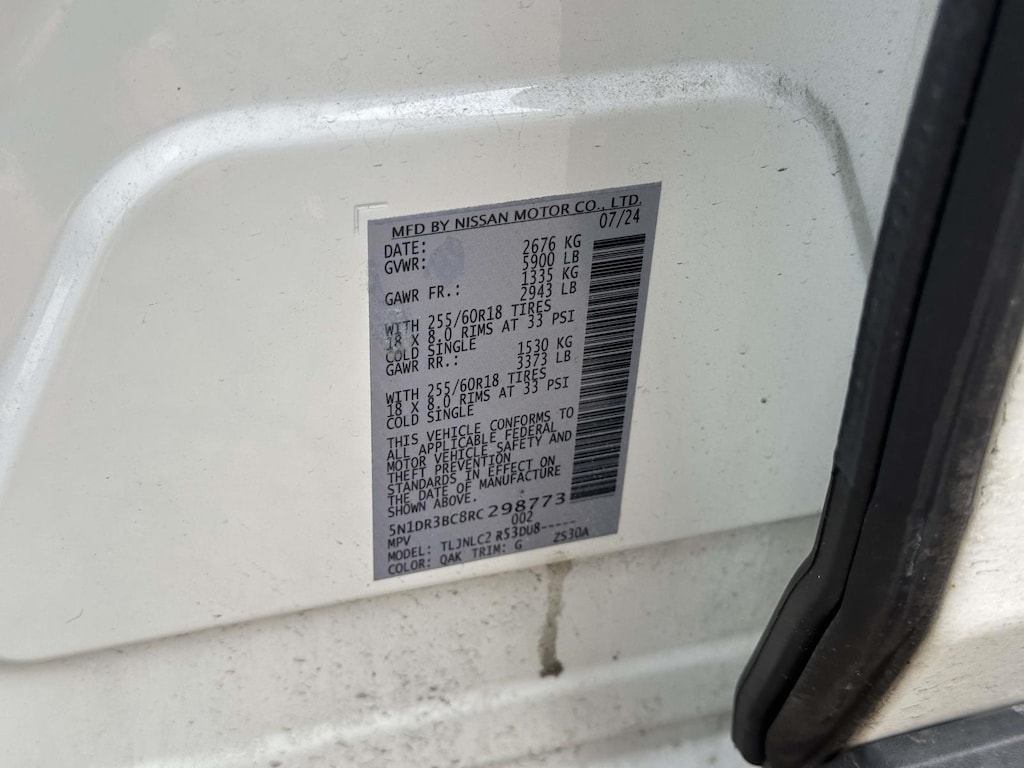 MFD BY NISSAN MOTOR CO., LTD.
DATE: 07/24
GVWR: 2676 KG
5900 LB
GAWR FR.: 1335 KG
2943 LB
WITH 255/60R18 TIRES
18 X 8.0 RIMS AT 33 PSI
COLD SINGLE
GAWR RR.: 1530 KG
3373 LB
WITH 255/60R18 TIRES
18 X 8.0 RIMS AT 33 PSI
COLD SINGLE
THIS VEHICLE CONFORMS TO
ALL APPLICABLE FEDERAL
MOTOR VEHICLE SAFETY AND
THEFT PREVENTION
STANDARDS IN EFFECT ON
THE DATE OF MANUFACTURE
SHOWN ABOVE.
5N1DR3BC8RC298773
MPV 002
MODEL: TLJNLC2 R53DU8-----
COLOR: QAK TRIM: G ZS30A